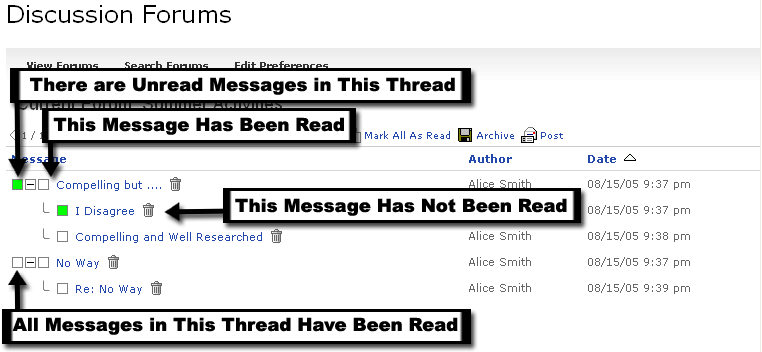 Discussion Forums
View Forums Search Forums Edit Preferences
There are Unread Messages in This Thread
Current Forum: Summer Activities
This Message Has Been Read
1 / 1 Mark All As Read Archive Post
Message Author Date
Compelling but .... Alice Smith 08/15/05 9:37 pm
I Disagree 08/15/05 9:37 pm
This Message Has Not Been Read
Compelling and Well Researched Alice Smith 08/15/05 9:38 pm
No Way Alice Smith 08/15/05 9:37 pm
Re: No Way Alice Smith 08/15/05 9:39 pm
All Messages in This Thread Have Been Read